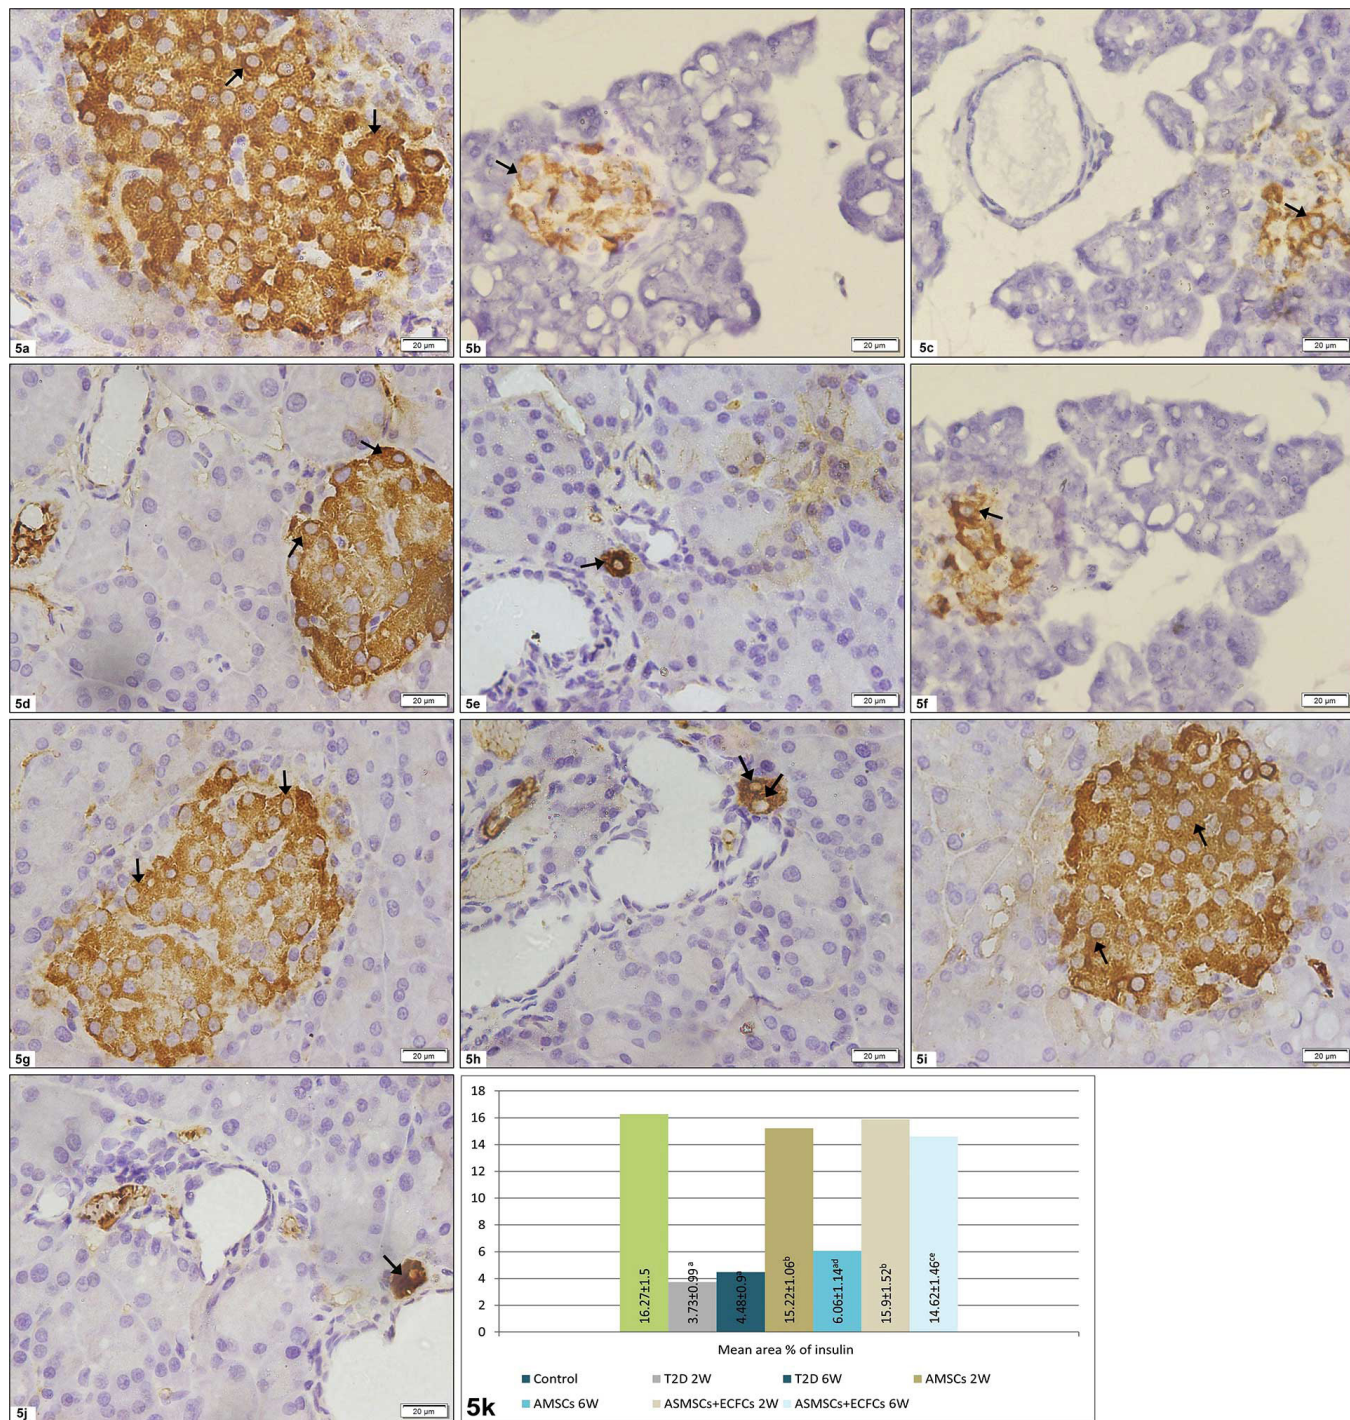 5a
20 µm
5b
20 µm
5c
20 µm
5d
20 µm
5e
20 µm
5f
20 µm
5g
20 µm
5h
20 µm
5i
20 µm
5j
20 µm
18
16
14
12
10
8
6
4
2
0
16.27±1.5
3.73±0.99ᵃ
4.48±0.9ᵃ
15.22±1.06ᵇ
6.06±1.14ᵃᵈ
15.9±1.52ᵇ
14.62±1.46ᶜᵉ
Mean area % of insulin
Control T2D 2W T2D 6W AMSCs 2W
AMSCs 6W ASMSCs+ECFCs 2W ASMSCs+ECFCs 6W
5k